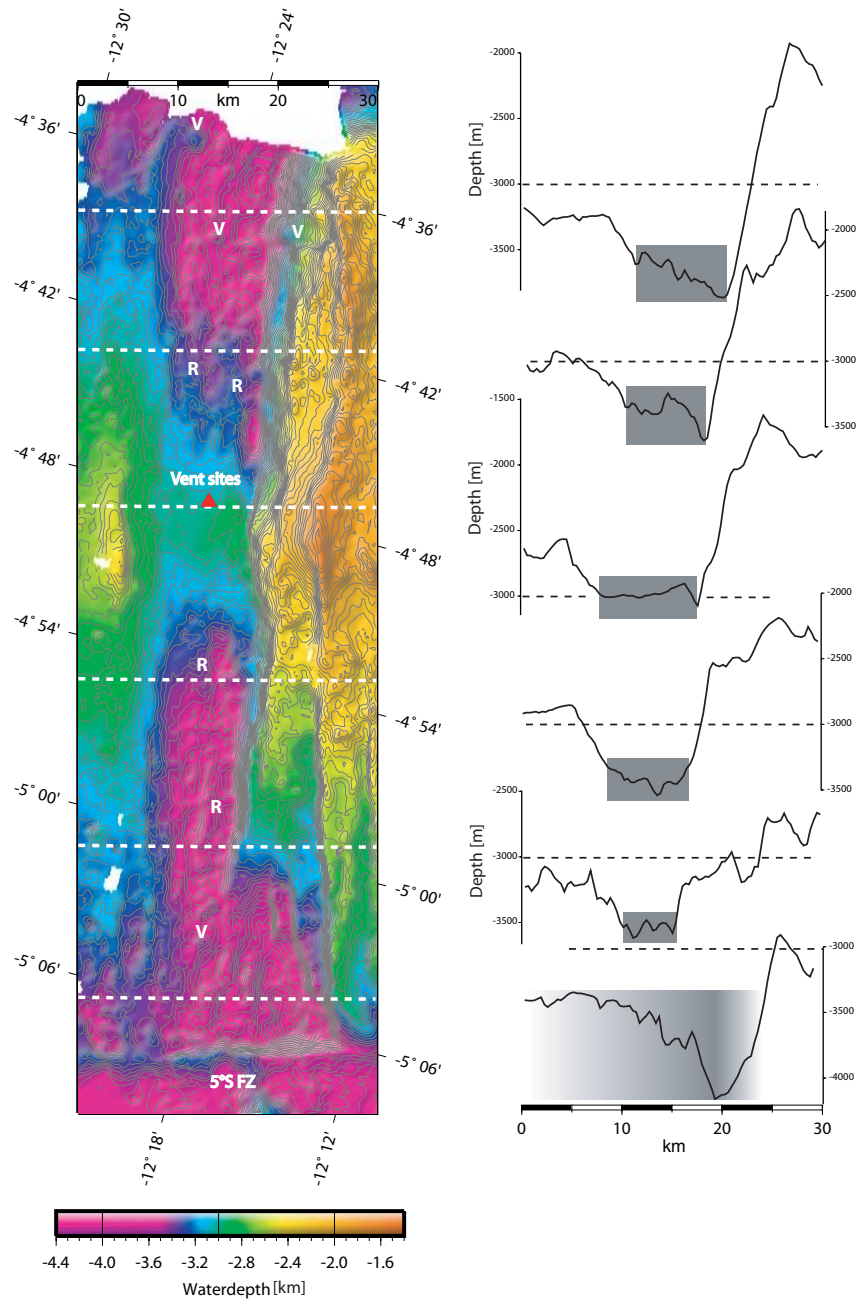 -12° 30'
-12° 24'
0 10 km 20 30
-4° 36'
-4° 42'
-4° 48'
-4° 54'
-5° 00'
-5° 06'
V
V
V
R
R
Vent sites
R
R
V
5°S FZ
-4° 36'
-4° 42'
-4° 48'
-4° 54'
-5° 00'
-5° 06'
-12° 18'
-12° 12'
-4.4 -4.0 -3.6 -3.2 -2.8 -2.4 -2.0 -1.6
Waterdepth [km]
Depth [m]
-2000
-2500
-3000
-3500
-2000
-2500
-3000
-3500
Depth [m]
-1500
-2000
-2500
-3000
-2000
-2500
-3000
-3500
Depth [m]
-2500
-3000
-3500
-3000
-3500
-4000
0 10 20 30
km